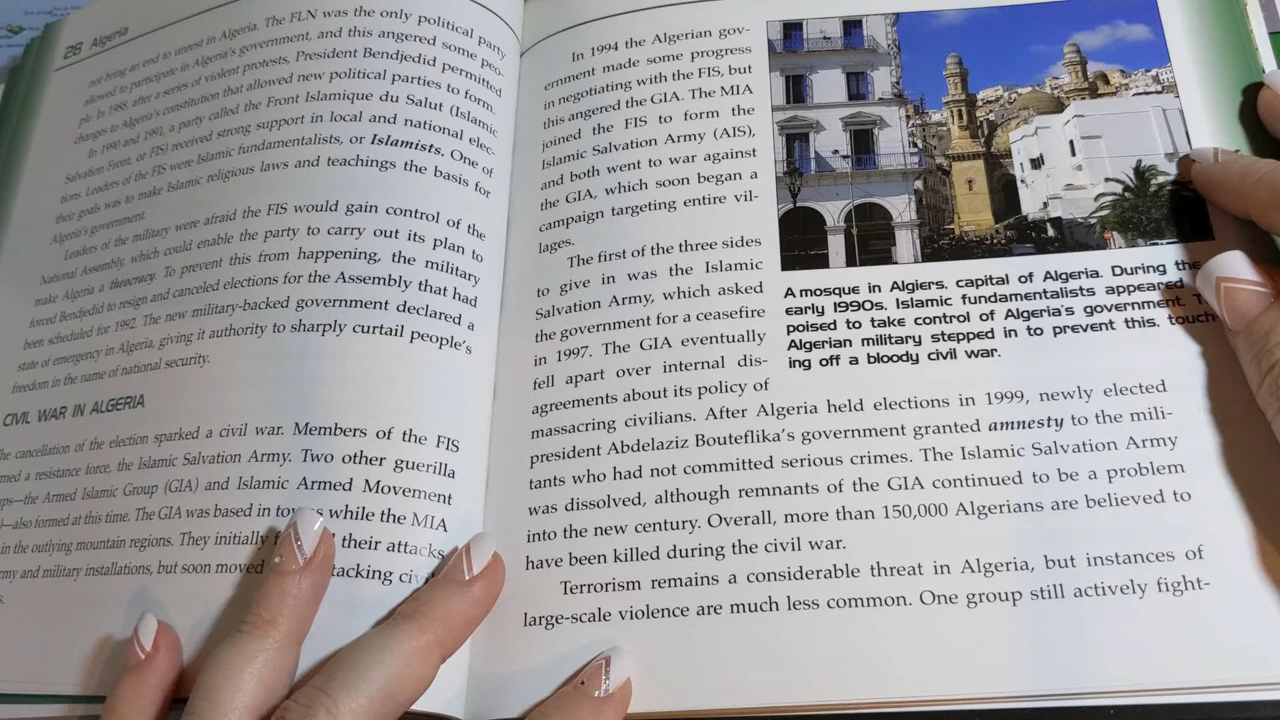 28 Algeria
not bring an end to unrest in Algeria. The FLN was the only political party
allowed to participate in Algeria's government, and this angered some peo-
ple. In 1988, after a series of violent protests, President Bendjedid permitted
changes to Algeria's constitution that allowed new political parties to form.
In 1990 and 1991, a party called the Front Islamique du Salut (Islamic
Salvation Front, or FIS) received strong support in local and national elec-
tions. Leaders of the FIS were Islamic fundamentalists, or Islamists. One of
their goals was to make Islamic religious laws and teachings the basis for
Algeria's government.
Leaders of the military were afraid the FIS would gain control of the
National Assembly, which could enable the party to carry out its plan to
make Algeria a theocracy. To prevent this from happening, the military
forced Bendjedid to resign and canceled elections for the Assembly that had
been scheduled for 1992. The new military-backed government declared a
state of emergency in Algeria, giving it authority to sharply curtail people's
freedom in the name of national security.
CIVIL WAR IN ALGERIA
cancellation of the election sparked a civil war. Members of the FIS
a resistance force, the Islamic Salvation Army. Two other guerilla
the Armed Islamic Group (GIA) and Islamic Armed Movement
also formed at this time. The GIA was based in while the MIA
in the outlying mountain regions. They initially their attacks
and military installations, but soon moved
In 1994 the Algerian gov-
ernment made some progress
in negotiating with the FIS, but
this angered the GIA. The MIA
joined the FIS to form the
Islamic Salvation Army (AIS),
and both went to war against
the GIA, which soon began a
campaign targeting entire vil-
lages.
The first of the three sides
to give in was the Islamic
Salvation Army, which asked
the government for a ceasefire
in 1997. The GIA eventually
fell apart over internal dis-
agreements about its policy of
massacring civilians. After Algeria held elections in 1999, newly elected
president Abdelaziz Bouteflika's government granted amnesty to the mili-
tants who had not committed serious crimes. The Islamic Salvation Army
was dissolved, although remnants of the GIA continued to be a problem
into the new century. Overall, more than 150,000 Algerians are believed to
have been killed during the civil war.
Terrorism remains a considerable threat in Algeria, but instances of
large-scale violence are much less common. One group still actively fight-
A mosque in Algiers, capital of Algeria. During the
early 1990s, Islamic fundamentalists appeared
poised to take control of Algeria's government.
Algerian military stepped in to prevent this, touch-
ing off a bloody civil war.